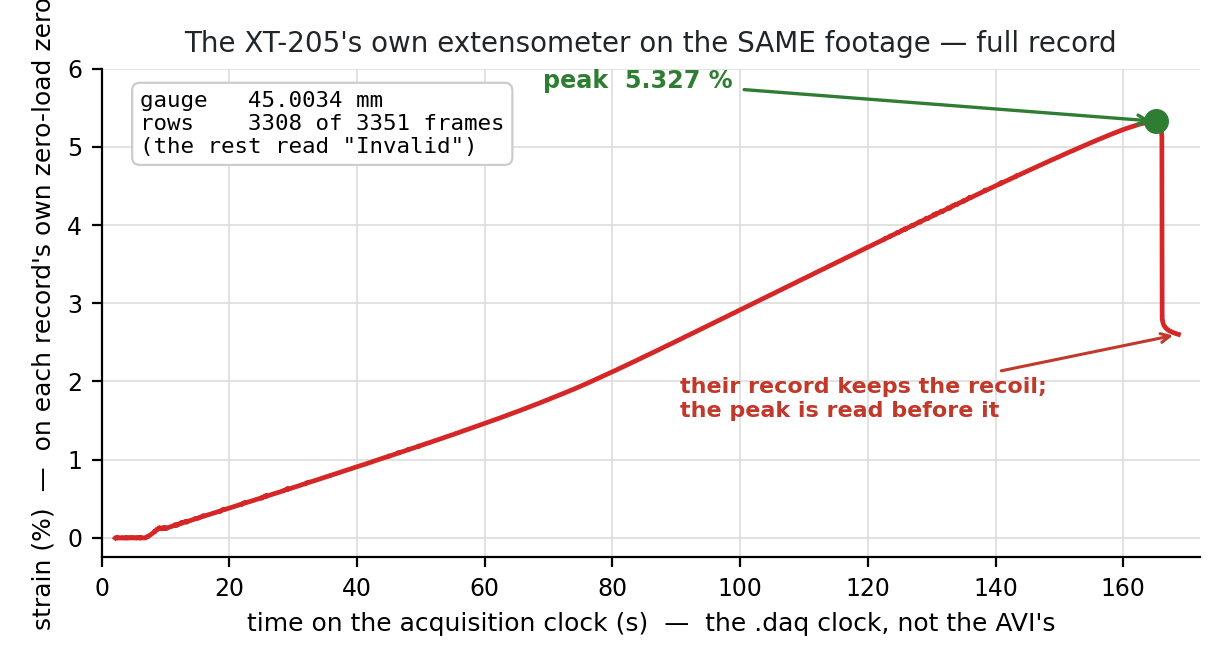 The XT-205's own extensometer on the SAME footage — full record
strain (%) — on each record's own zero-load zero
6
5
4
3
2
1
0
gauge 45.0034 mm
rows 3308 of 3351 frames
(the rest read "Invalid")
peak 5.327 %
their record keeps the recoil;
the peak is read before it
0 20 40 60 80 100 120 140 160
time on the acquisition clock (s) — the .daq clock, not the AVI's